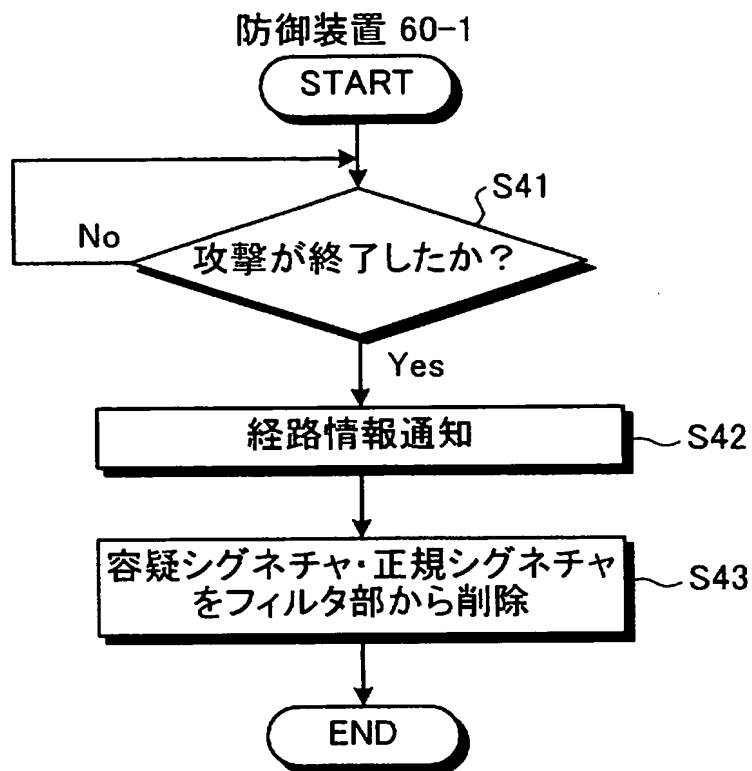 防御装置 60-1
START
S41
No
攻撃が終了したか？
Yes
経路情報通知
S42
容疑シグネチャ・正規シグネチャ
をフィルタ部から削除
S43
END